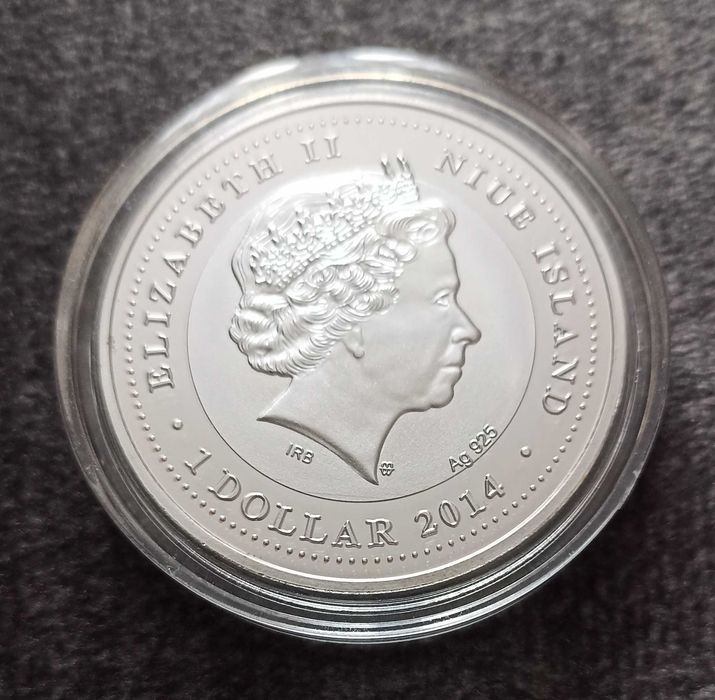 ELIZABETH II
NIUE ISLAND
IRB
Ag 925
1 DOLLAR 2014